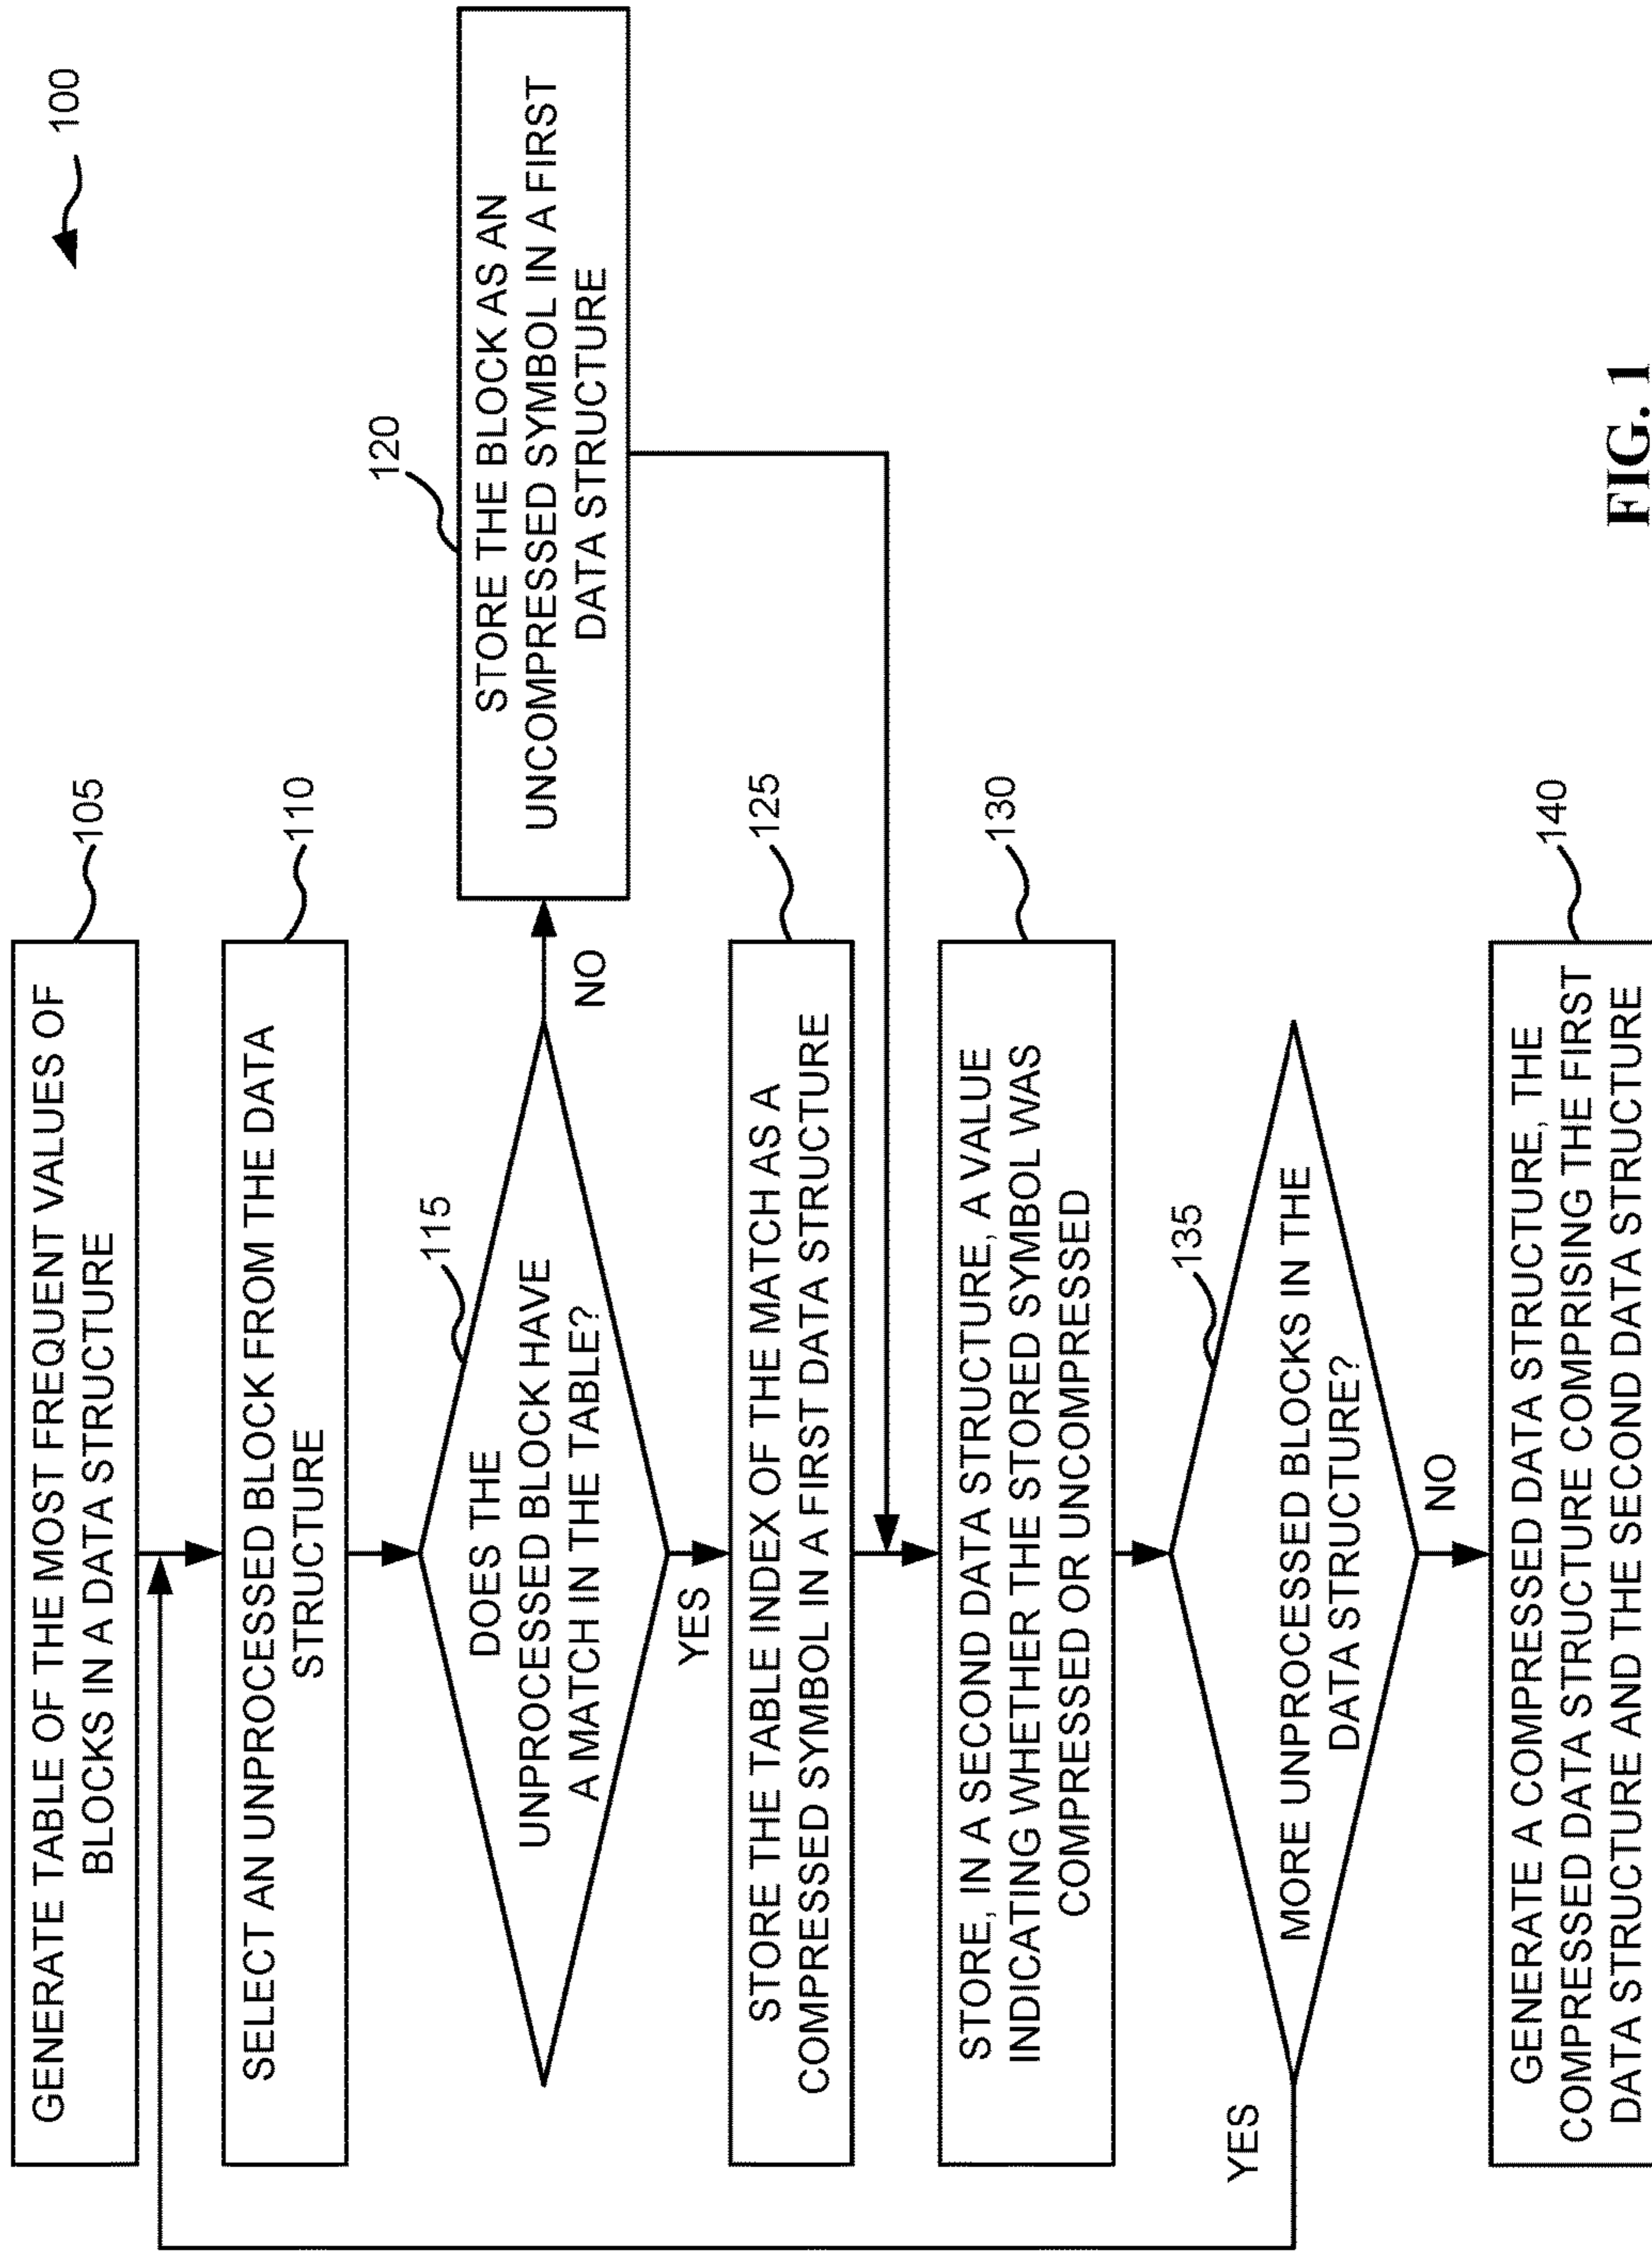 100
GENERATE TABLE OF THE MOST FREQUENT VALUES OF
BLOCKS IN A DATA STRUCTURE
105
SELECT AN UNPROCESSED BLOCK FROM THE DATA
STRUCTURE
110
DOES THE
UNPROCESSED BLOCK HAVE
A MATCH IN THE TABLE?
115
NO
STORE THE BLOCK AS AN
UNCOMPRESSED SYMBOL IN A FIRST
DATA STRUCTURE
120
YES
STORE THE TABLE INDEX OF THE MATCH AS A
COMPRESSED SYMBOL IN A FIRST DATA STRUCTURE
125
STORE, IN A SECOND DATA STRUCTURE, A VALUE
INDICATING WHETHER THE STORED SYMBOL WAS
COMPRESSED OR UNCOMPRESSED
130
MORE UNPROCESSED BLOCKS IN THE
DATA STRUCTURE?
135
YES
NO
GENERATE A COMPRESSED DATA STRUCTURE, THE
COMPRESSED DATA STRUCTURE COMPRISING THE FIRST
DATA STRUCTURE AND THE SECOND DATA STRUCTURE
140
FIG. 1